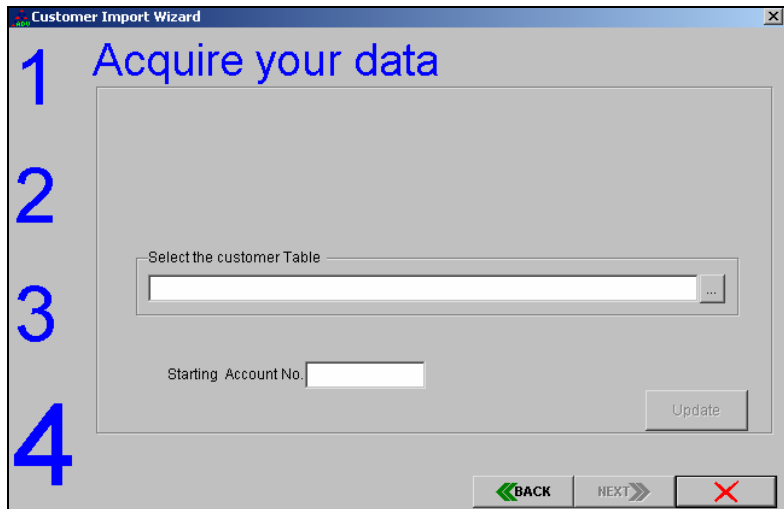 Customer Import Wizard
1
Acquire your data
2
Select the customer Table
...
3
Starting Account No.
Update
4
BACK
NEXT